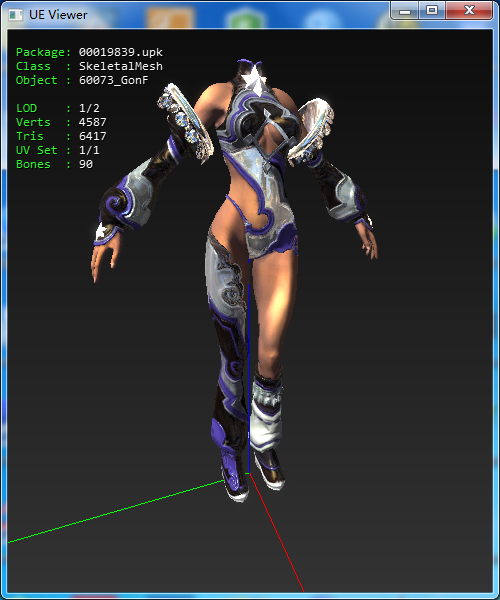 UE Viewer
Package: 00019839.upk
Class : SkeletalMesh
Object : 60073_GonF
LOD : 1/2
Verts : 4587
Tris : 6417
UV Set : 1/1
Bones : 90